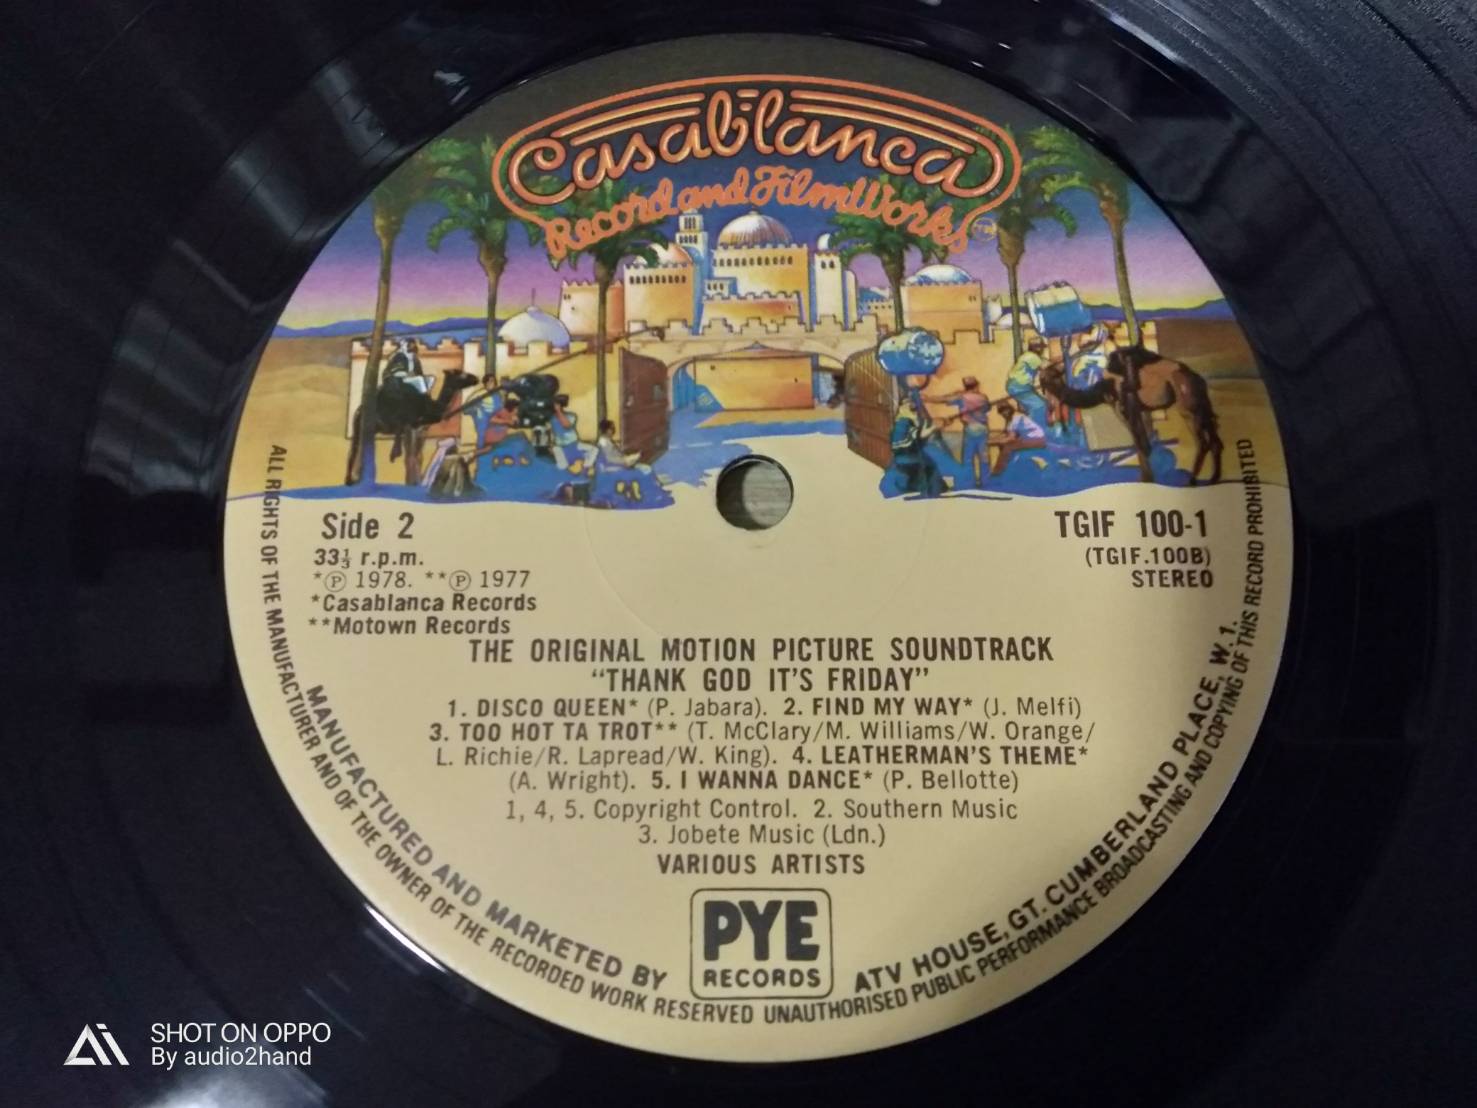 Casablanca
Record and FilmWorks
TM
Side 2
33⅓ r.p.m.
*Ⓟ 1978. **Ⓟ 1977
*Casablanca Records
**Motown Records
TGIF 100-1
(TGIF.100B)
STEREO
THE ORIGINAL MOTION PICTURE SOUNDTRACK
“THANK GOD IT'S FRIDAY”
1. DISCO QUEEN* (P. Jabara). 2. FIND MY WAY* (J. Melfi)
3. TOO HOT TA TROT** (T. McClary/M. Williams/W. Orange/
L. Richie/R. Lapread/W. King). 4. LEATHERMAN'S THEME*
(A. Wright). 5. I WANNA DANCE* (P. Bellotte)
1, 4, 5. Copyright Control. 2. Southern Music
3. Jobete Music (Ldn.)
VARIOUS ARTISTS
PYE
RECORDS
MANUFACTURED AND MARKETED BY
ATV HOUSE, GT. CUMBERLAND PLACE, W.1.
ALL RIGHTS OF THE MANUFACTURER AND OF THE OWNER OF THE RECORDED WORK RESERVED UNAUTHORISED PUBLIC PERFORMANCE BROADCASTING AND COPYING OF THIS RECORD PROHIBITED
SHOT ON OPPO
By audio2hand